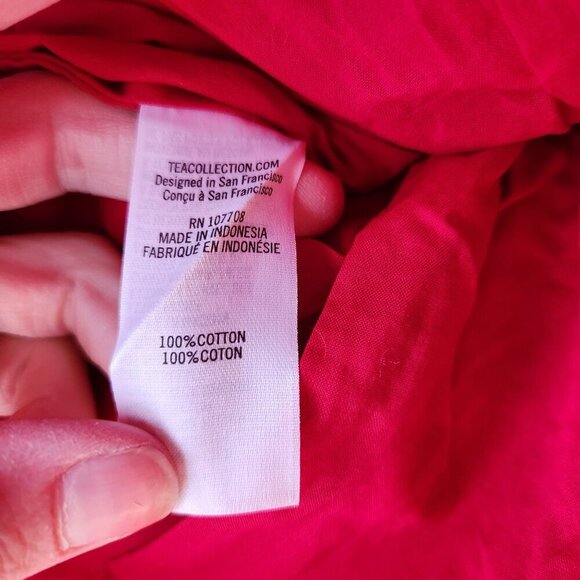 TEACOLLECTION.COM
Designed in San Francisco
Conçu à San Francisco
RN 107708
MADE IN INDONESIA
FABRIQUÉ EN INDONÉSIE
100%COTTON
100%COTON